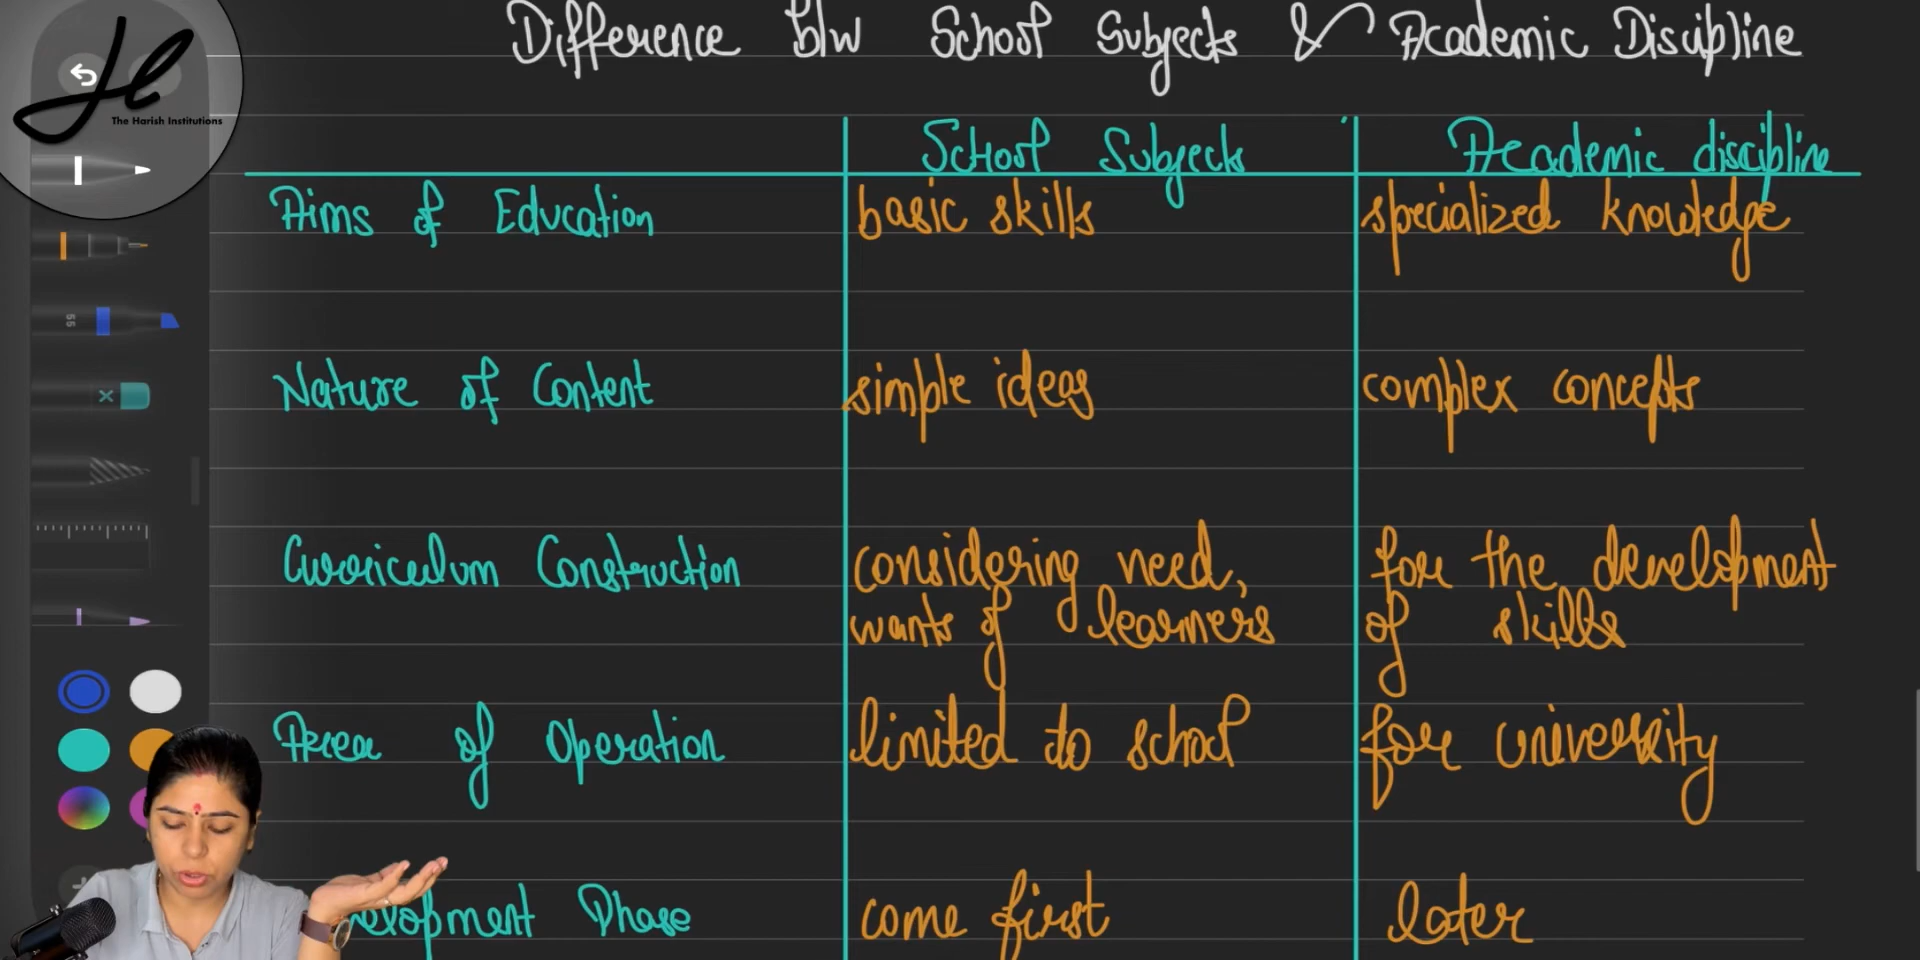 Difference b/w School Subjects & Academic Discipline
The Harish Institutions
School Subjects Academic discipline
Aims of Education basic skills specialized knowledge
Nature of Content simple ideas complex concepts
Curriculum Construction considering need, for the development
wants of learners of skills
Area of Operation limited to school for university
velopment Phase come first later